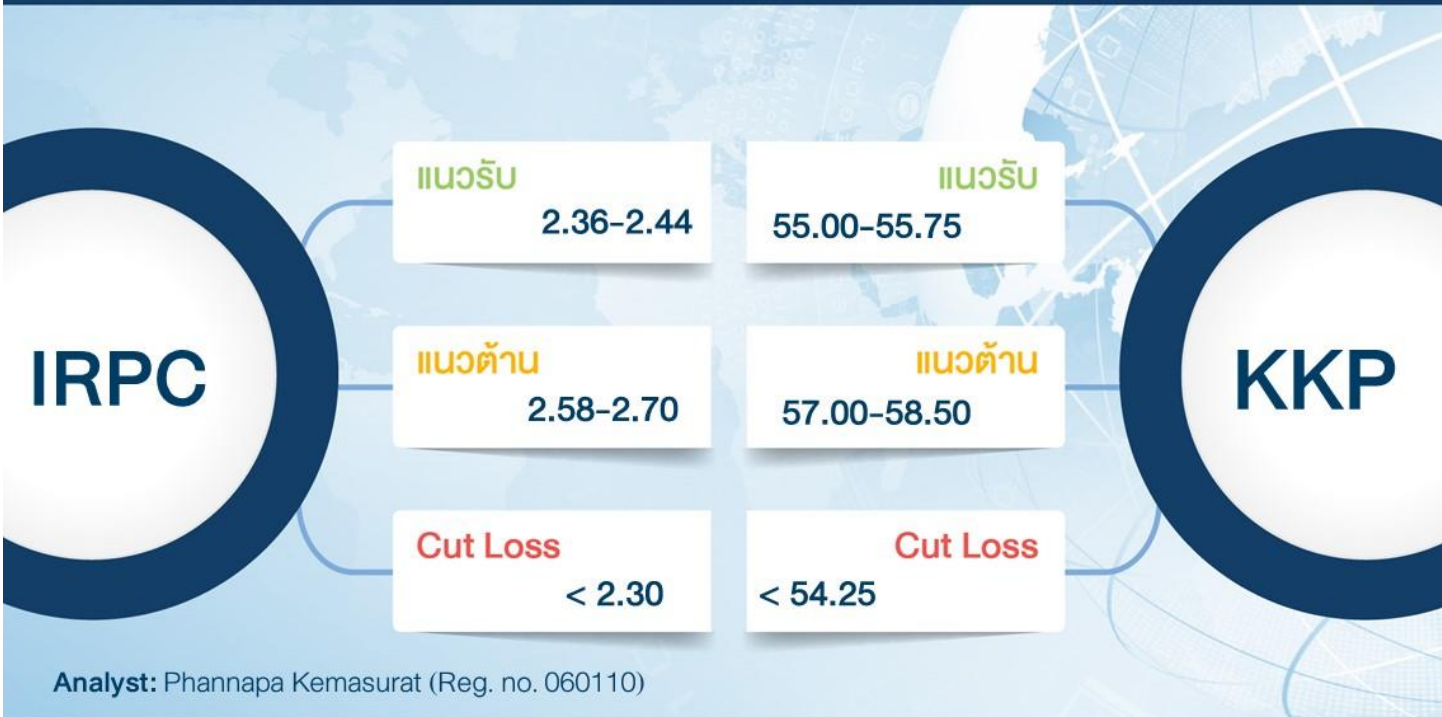 IRPC
แนวรับ
2.36-2.44
แนวต้าน
2.58-2.70
Cut Loss
< 2.30
แนวรับ
55.00-55.75
แนวต้าน
57.00-58.50
Cut Loss
< 54.25
KKP
Analyst: Phannapa Kemasurat (Reg. no. 060110)